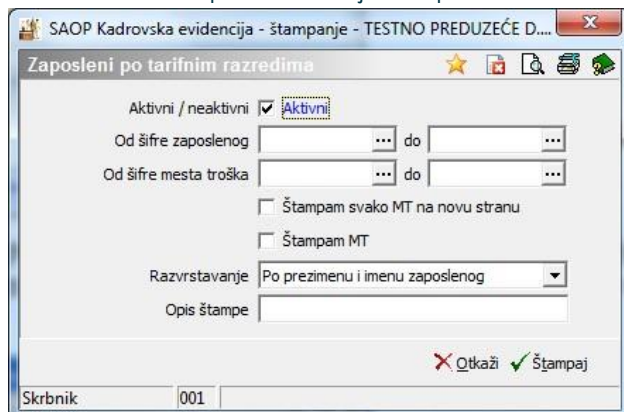 SAOP Kadrovska evidencija - štampanje - TESTNO PREDUZEĆE D....
Zaposleni po tarifnim razredima
Aktivni / neaktivni Aktivni
Od šifre zaposlenog ... do ...
Od šifre mesta troška ... do ...
Štampam svako MT na novu stranu
Štampam MT
Razvrstavanje Po prezimenu i imenu zaposlenog
Opis štampe
Otkaži Štampaj
Skrbnik 001